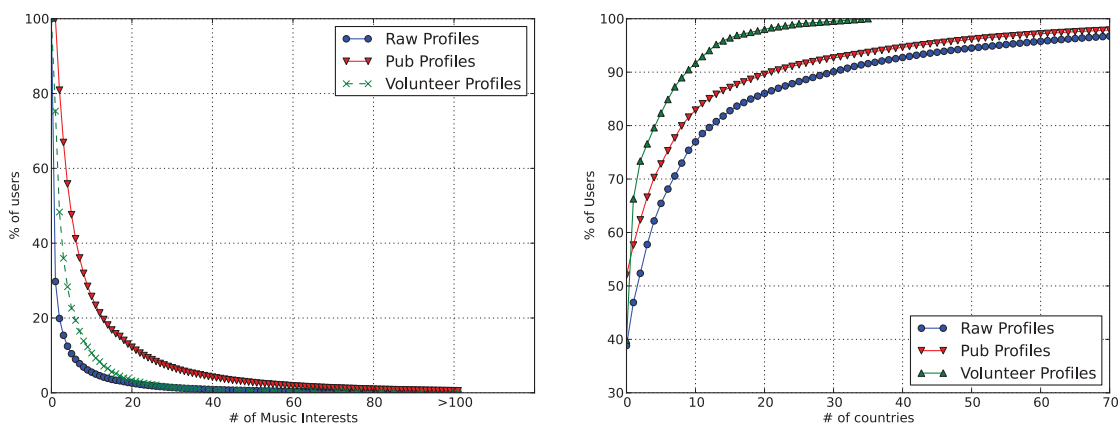 100
80
60
40
20
0
% of users
0 20 40 60 80 >100
# of Music Interests
Raw Profiles
Pub Profiles
Volunteer Profiles
100
90
80
70
60
50
40
30
% of Users
0 10 20 30 40 50 60 70
# of countries
Raw Profiles
Pub Profiles
Volunteer Profiles